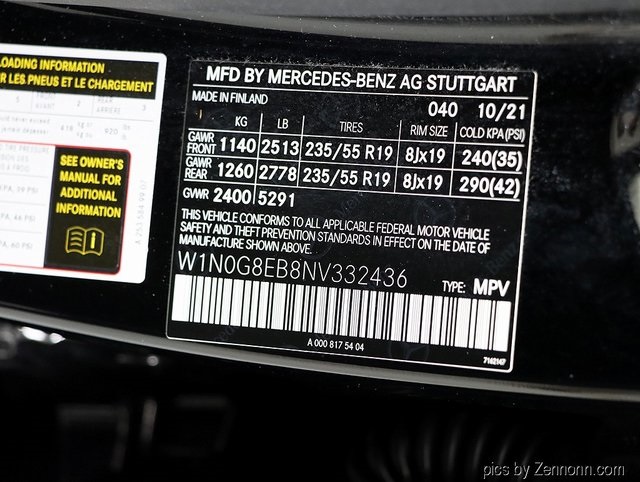 LOADING INFORMATION
LES PNEUS ET LE CHARGEMENT
SEE OWNER'S
MANUAL FOR
ADDITIONAL
INFORMATION
MFD BY MERCEDES-BENZ AG STUTTGART
MADE IN FINLAND 040 10/21
KG LB TIRES RIM SIZE COLD KPA (PSI)
GAWR FRONT 1140 2513 235/55 R19 8Jx19 240(35)
GAWR REAR 1260 2778 235/55 R19 8Jx19 290(42)
GVWR 2400 5291
THIS VEHICLE CONFORMS TO ALL APPLICABLE FEDERAL MOTOR VEHICLE
SAFETY AND THEFT PREVENTION STANDARDS IN EFFECT ON THE DATE OF
MANUFACTURE SHOWN ABOVE.
W1N0G8EB8NV332436 TYPE: MPV
A 000 817 54 04
7162147
pics by Zennonn.com